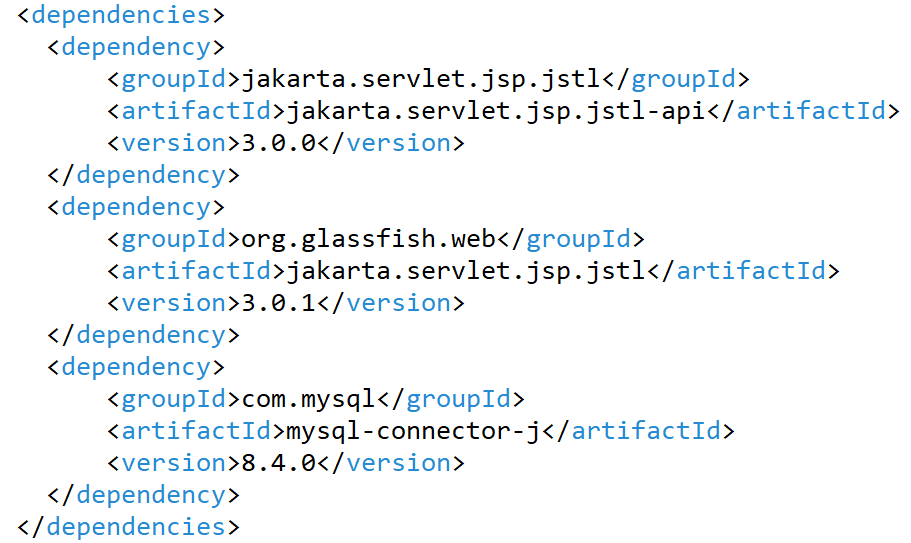 <dependencies>
  <dependency>
      <groupId>jakarta.servlet.jsp.jstl</groupId>
      <artifactId>jakarta.servlet.jsp.jstl-api</artifactId>
      <version>3.0.0</version>
  </dependency>
  <dependency>
      <groupId>org.glassfish.web</groupId>
      <artifactId>jakarta.servlet.jsp.jstl</artifactId>
      <version>3.0.1</version>
  </dependency>
  <dependency>
      <groupId>com.mysql</groupId>
      <artifactId>mysql-connector-j</artifactId>
      <version>8.4.0</version>
  </dependency>
</dependencies>